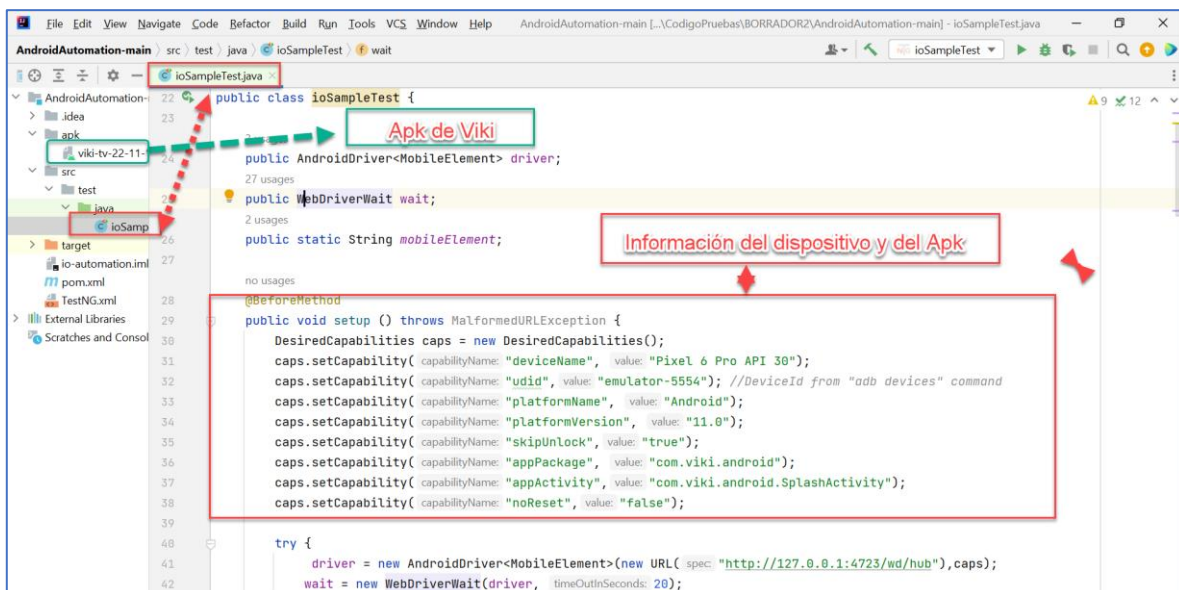 File Edit View Navigate Code Refactor Build Run Tools VCS Window Help AndroidAutomation-main [...\CodigoPruebas\BORRADOR2\AndroidAutomation-main] - ioSampleTest.java
AndroidAutomation-main src test java ioSampleTest wait ioSampleTest
ioSampleTest.java
AndroidAutomation- 22 public class ioSampleTest { 9 12
.idea 23
apk
Apk de Viki
viki-tv-22-11- 24 public AndroidDriver<MobileElement> driver;
src 27 usages
test public WebDriverWait wait;
java 2 usages
ioSamp 26 public static String mobileElement;
target 27
Información del dispositivo y del Apk
io-automation.iml
pom.xml no usages
TestNG.xml 28 @BeforeMethod
External Libraries 29 public void setup () throws MalformedURLException {
Scratches and Consol 30 DesiredCapabilities caps = new DesiredCapabilities();
31 caps.setCapability( capabilityName: "deviceName", value: "Pixel 6 Pro API 30");
32 caps.setCapability( capabilityName: "udid", value: "emulator-5554"); //DeviceId from "adb devices" command
33 caps.setCapability( capabilityName: "platformName", value: "Android");
34 caps.setCapability( capabilityName: "platformVersion", value: "11.0");
35 caps.setCapability( capabilityName: "skipUnlock", value: "true");
36 caps.setCapability( capabilityName: "appPackage", value: "com.viki.android");
37 caps.setCapability( capabilityName: "appActivity", value: "com.viki.android.SplashActivity");
38 caps.setCapability( capabilityName: "noReset", value: "false");
39
40 try {
41 driver = new AndroidDriver<MobileElement>(new URL( spec: "http://127.0.0.1:4723/wd/hub"),caps);
42 wait = new WebDriverWait(driver, timeOutInSeconds: 20);